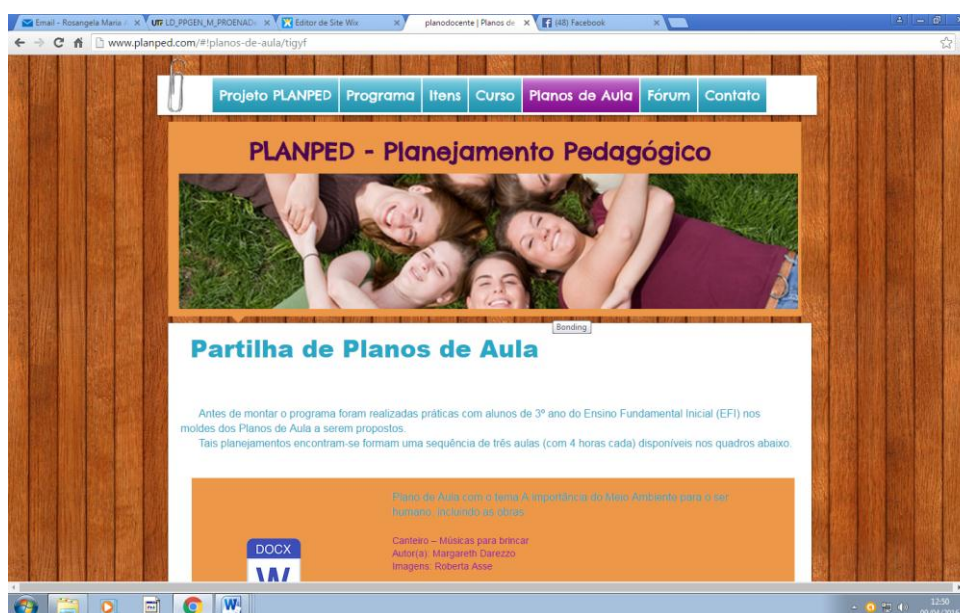 Email - Rosangela Maria
UTF LD_PPGEN_M_PROENAD
Editor de Site Wix
planodocente | Planos de
(48) Facebook
www.planped.com/#!planos-de-aula/tigyf
Projeto PLANPED Programa Itens Curso Planos de Aula Fórum Contato
PLANPED - Planejamento Pedagógico
Bonding
Partilha de Planos de Aula
Antes de montar o programa foram realizadas práticas com alunos de 3º ano do Ensino Fundamental Inicial (EFI) nos
moldes dos Planos de Aula a serem propostos.
Tais planejamentos encontram-se formam uma sequência de três aulas (com 4 horas cada) disponíveis nos quadros abaixo.
Plano de Aula com o tema A importância do Meio Ambiente para o ser
humano, incluindo as obras
Canteiro – Músicas para brincar
Autor(a): Margareth Darezzo
Imagens: Roberta Asse
DOCX
W
12:50
09/04/2016